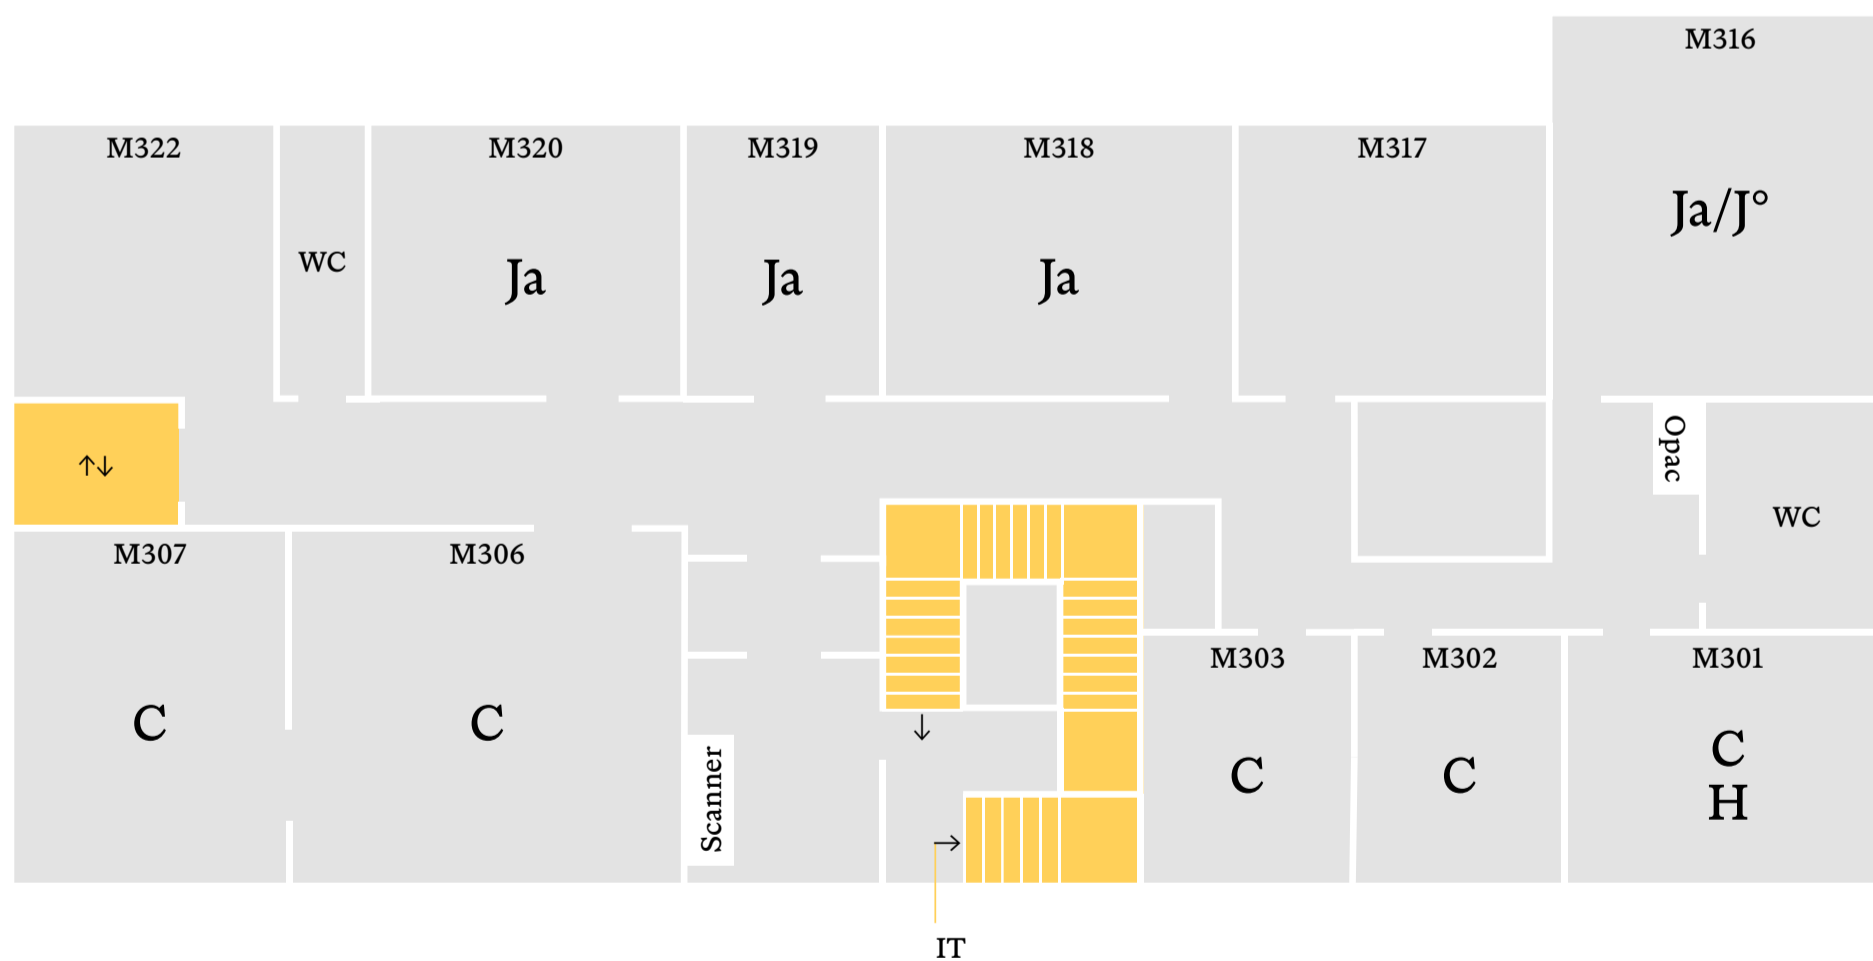 M316
M322
M320
M319
M318
M317
Ja/J°
WC
Ja
Ja
Ja
↑↓
Opac
WC
M307
M306
M303
M302
M301
C
C
↓
C
C
C
H
Scanner
→
IT